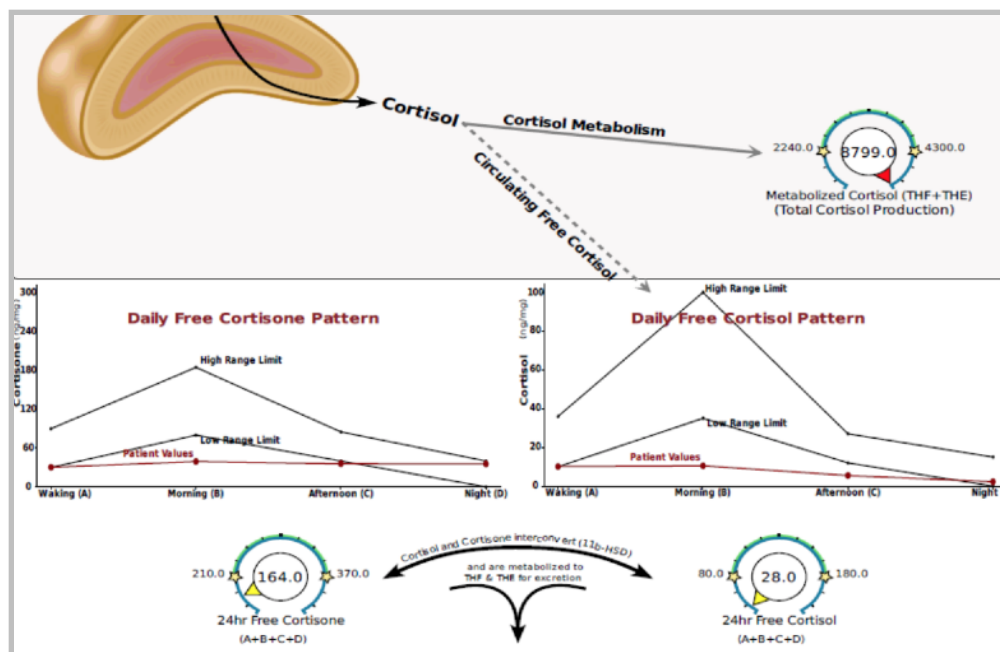 Cortisol
Cortisol Metabolism
Circulating Free Cortisol
2240.0
8799.0
4300.0
Metabolized Cortisol (THF+THE)
(Total Cortisol Production)
Daily Free Cortisone Pattern
Cortisone (ng/mg)
300
240
180
120
60
0
High Range Limit
Low Range Limit
Patient Values
Waking (A)
Morning (B)
Afternoon (C)
Night (D)
Daily Free Cortisol Pattern
Cortisol (ng/mg)
100
80
60
40
20
0
High Range Limit
Low Range Limit
Patient Values
Waking (A)
Morning (B)
Afternoon (C)
Night
210.0
164.0
370.0
24hr Free Cortisone
(A+B+C+D)
Cortisol and Cortisone interconvert (11b-HSD)
and are metabolized to
THF & THE for excretion
80.0
28.0
180.0
24hr Free Cortisol
(A+B+C+D)